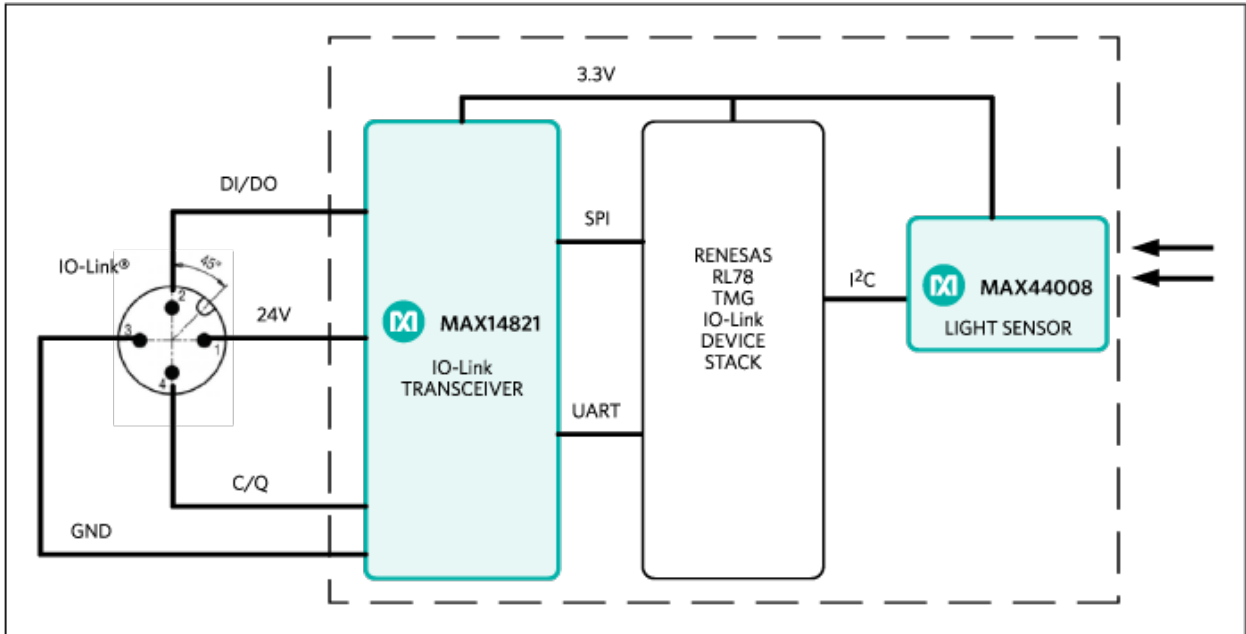 3.3V
DI/DO
SPI
IO-Link®
45°
2
24V
3
1
4
MAX14821
IO-Link
TRANSCEIVER
RENESAS
RL78
TMG
IO-Link
DEVICE
STACK
I²C
MAX44008
LIGHT SENSOR
UART
C/Q
GND